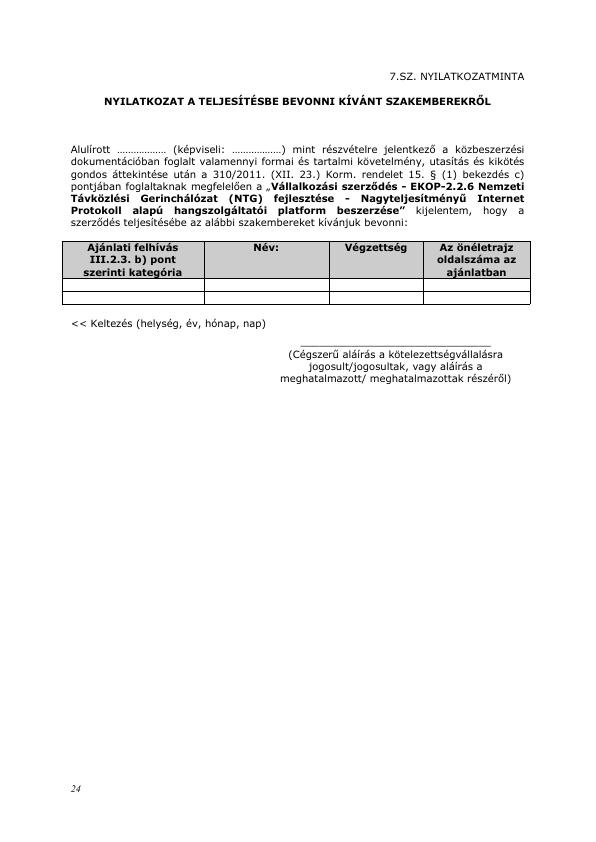 7.SZ. NYILATKOZATMINTA
NYILATKOZAT A TELJESÍTÉSBE BEVONNI KÍVÁNT SZAKEMBEREKRŐL
Alulírott ……………… (képviseli: ………………) mint részvételre jelentkező a közbeszerzési
dokumentációban foglalt valamennyi formai és tartalmi követelmény, utasítás és kikötés
gondos áttekintése után a 310/2011. (XII. 23.) Korm. rendelet 15. § (1) bekezdés c)
pontjában foglaltaknak megfelelően a „Vállalkozási szerződés - EKOP-2.2.6 Nemzeti
Távközlési Gerinchálózat (NTG) fejlesztése - Nagyteljesítményű Internet
Protokoll alapú hangszolgáltatói platform beszerzése” kijelentem, hogy a
szerződés teljesítésébe az alábbi szakembereket kívánjuk bevonni:
Ajánlati felhívás
III.2.3. b) pont
szerinti kategória
Név:
Végzettség
Az önéletrajz
oldalszáma az
ajánlatban
<< Keltezés (helység, év, hónap, nap)
(Cégszerű aláírás a kötelezettségvállalásra
jogosult/jogosultak, vagy aláírás a
meghatalmazott/ meghatalmazottak részéről)
24